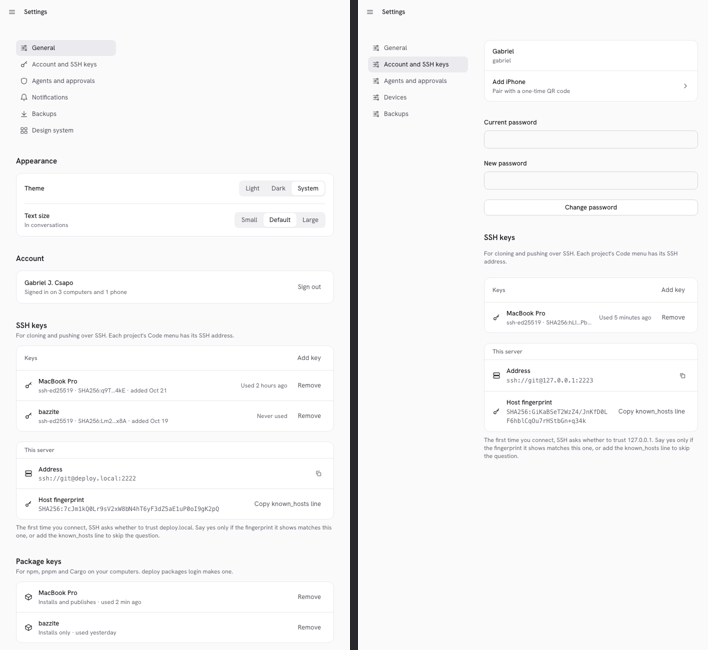 Settings
General
Account and SSH keys
Agents and approvals
Notifications
Backups
Design system
Appearance
Theme
Light
Dark
System
Text size
In conversations
Small
Default
Large
Account
Gabriel J. Csapo
Signed in on 3 computers and 1 phone
Sign out
SSH keys
For cloning and pushing over SSH. Each project's Code menu has its SSH address.
Keys
Add key
MacBook Pro
ssh-ed25519 · SHA256:q9T…4kE · added Oct 21
Used 2 hours ago
Remove
bazzite
ssh-ed25519 · SHA256:Lm2…x8A · added Oct 19
Never used
Remove
This server
Address
ssh://git@deploy.local:2222
Host fingerprint
Copy known_hosts line
The first time you connect, SSH asks whether to trust deploy.local. Say yes only if the fingerprint it shows matches this
one, or add the known_hosts line to skip the question.
Package keys
For npm, pnpm and Cargo on your computers. deploy packages login makes one.
MacBook Pro
Installs and publishes · used 2 min ago
Remove
bazzite
Installs only · used yesterday
Remove
Settings
General
Account and SSH keys
Agents and approvals
Devices
Backups
Gabriel
gabriel
Add iPhone
Pair with a one-time QR code
Current password
New password
Change password
SSH keys
For cloning and pushing over SSH. Each project's Code menu has its SSH
address.
Keys
Add key
MacBook Pro
ssh-ed25519 · SHA256:hLl…Pb…
Used 5 minutes ago
Remove
This server
Address
ssh://git@127.0.0.1:2223
Host fingerprint
Copy known_hosts line
The first time you connect, SSH asks whether to trust 127.0.0.1. Say yes only if
the fingerprint it shows matches this one, or add the known_hosts line to skip
the question.